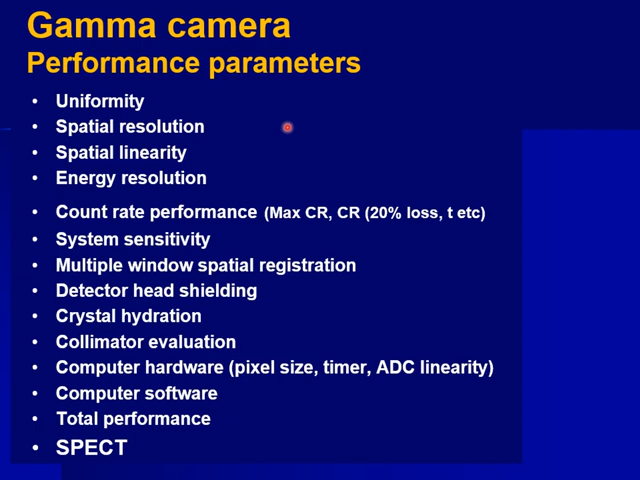 Gamma camera
Performance parameters
• Uniformity
• Spatial resolution
• Spatial linearity
• Energy resolution
• Count rate performance (Max CR, CR (20% loss, t etc)
• System sensitivity
• Multiple window spatial registration
• Detector head shielding
• Crystal hydration
• Collimator evaluation
• Computer hardware (pixel size, timer, ADC linearity)
• Computer software
• Total performance
• SPECT